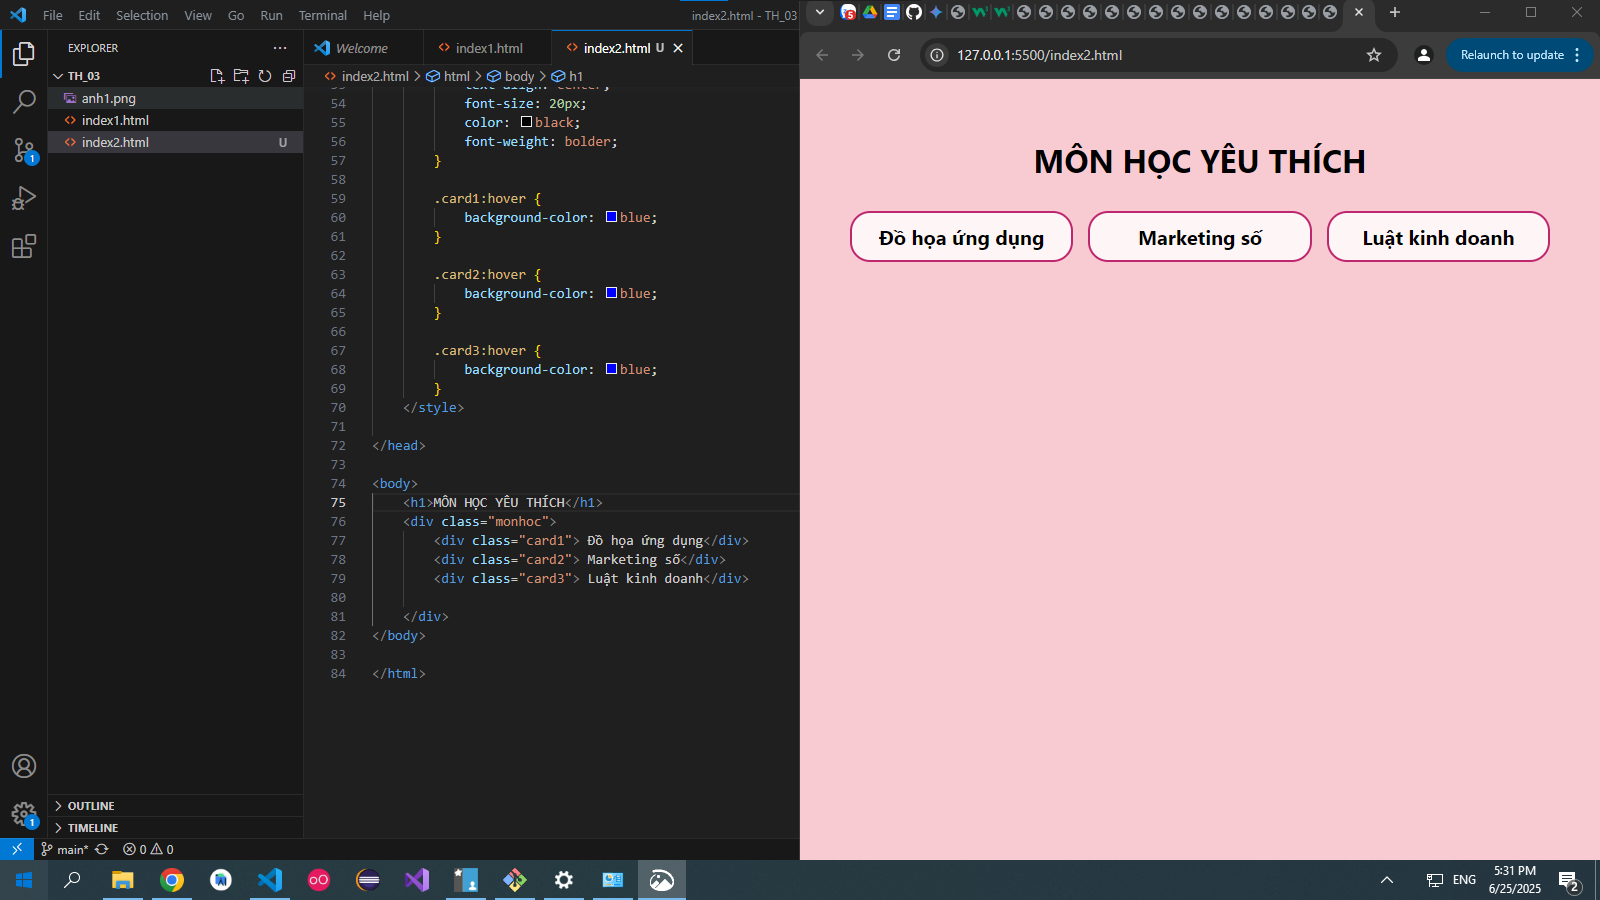 File Edit Selection View Go Run Terminal Help
index2.html - TH_03
EXPLORER
TH_03
anh1.png
index1.html
index2.html U
OUTLINE
TIMELINE
Welcome
index1.html
index2.html U
index2.html > html > body > h1
53 text-align: center;
54 font-size: 20px;
55 color: black;
56 font-weight: bolder;
57 }
58
59 .card1:hover {
60 background-color: blue;
61 }
62
63 .card2:hover {
64 background-color: blue;
65 }
66
67 .card3:hover {
68 background-color: blue;
69 }
70 </style>
71
72 </head>
73
74 <body>
75 <h1>MÔN HỌC YÊU THÍCH</h1>
76 <div class="monhoc">
77 <div class="card1"> Đồ họa ứng dụng</div>
78 <div class="card2"> Marketing số</div>
79 <div class="card3"> Luật kinh doanh</div>
80
81 </div>
82 </body>
83
84 </html>
1
1
main* 0 0
5
127.0.0.1:5500/index2.html
Relaunch to update
MÔN HỌC YÊU THÍCH
Đồ họa ứng dụng
Marketing số
Luật kinh doanh
ENG
5:31 PM
6/25/2025
2